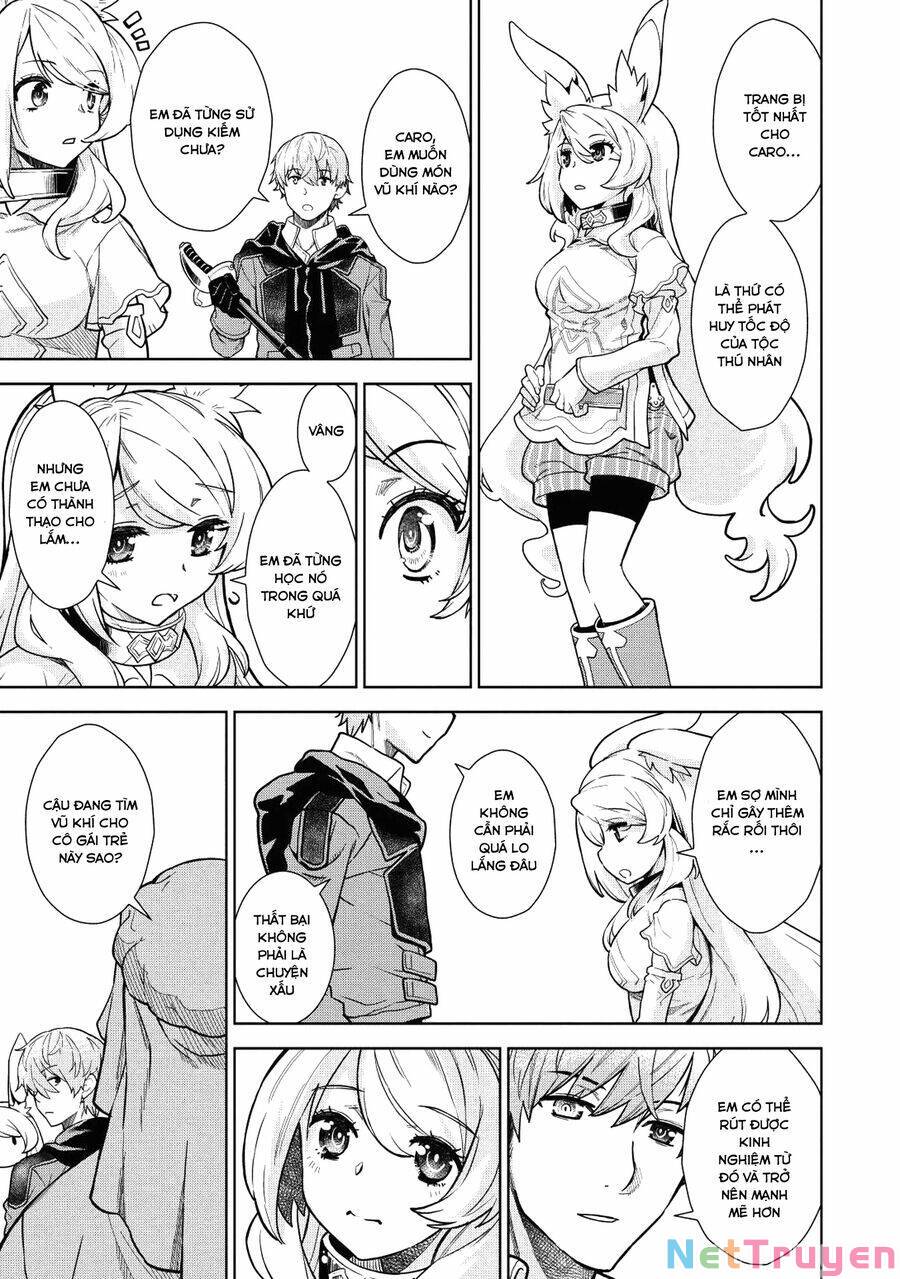 TRANG BỊ
TỐT NHẤT
CHO
CARO...
LÀ THỨ CÓ
THỂ PHÁT
HUY TỐC ĐỘ
CỦA TỘC
THÚ NHÂN
CARO,
EM MUỐN
DÙNG MÓN
VŨ KHÍ NÀO?
EM ĐÃ TỪNG SỬ
DỤNG KIẾM
CHƯA?
VÂNG
EM ĐÃ TỪNG
HỌC NÓ
TRONG QUÁ
KHỨ
NHƯNG
EM CHƯA
CÓ THÀNH
THẠO CHO
LẮM...
EM SỢ MÌNH
CHỈ GÂY THÊM
RẮC RỐI THÔI
...
EM
KHÔNG
CẦN PHẢI
QUÁ LO
LẮNG ĐÂU
THẤT BẠI
KHÔNG
PHẢI LÀ
CHUYỆN
XẤU
CẬU ĐANG TÌM
VŨ KHÍ CHO
CÔ GÁI TRẺ
NÀY SAO?
EM CÓ THỂ
RÚT ĐƯỢC
KINH
NGHIỆM TỪ
ĐÓ VÀ TRỞ
NÊN MẠNH
MẼ HƠN
NetTruyen